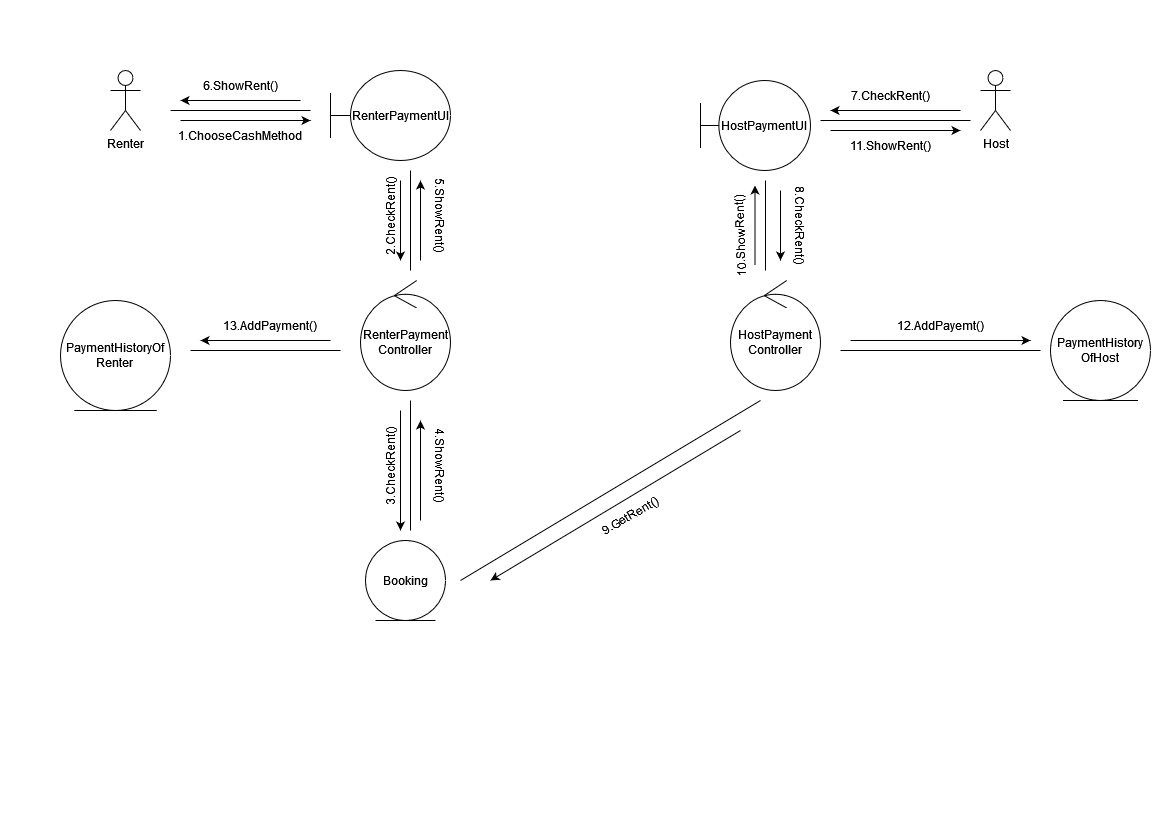 6.ShowRent()
1.ChooseCashMethod
Renter
RenterPaymentUI
HostPaymentUI
7.CheckRent()
11.ShowRent()
Host
2.CheckRent()
5.ShowRent()
10.ShowRent()
8.CheckRent()
PaymentHistoryOf
Renter
13.AddPayment()
RenterPayment
Controller
HostPayment
Controller
12.AddPayemt()
PaymentHistory
OfHost
3.CheckRent()
4.ShowRent()
9.GetRent()
Booking